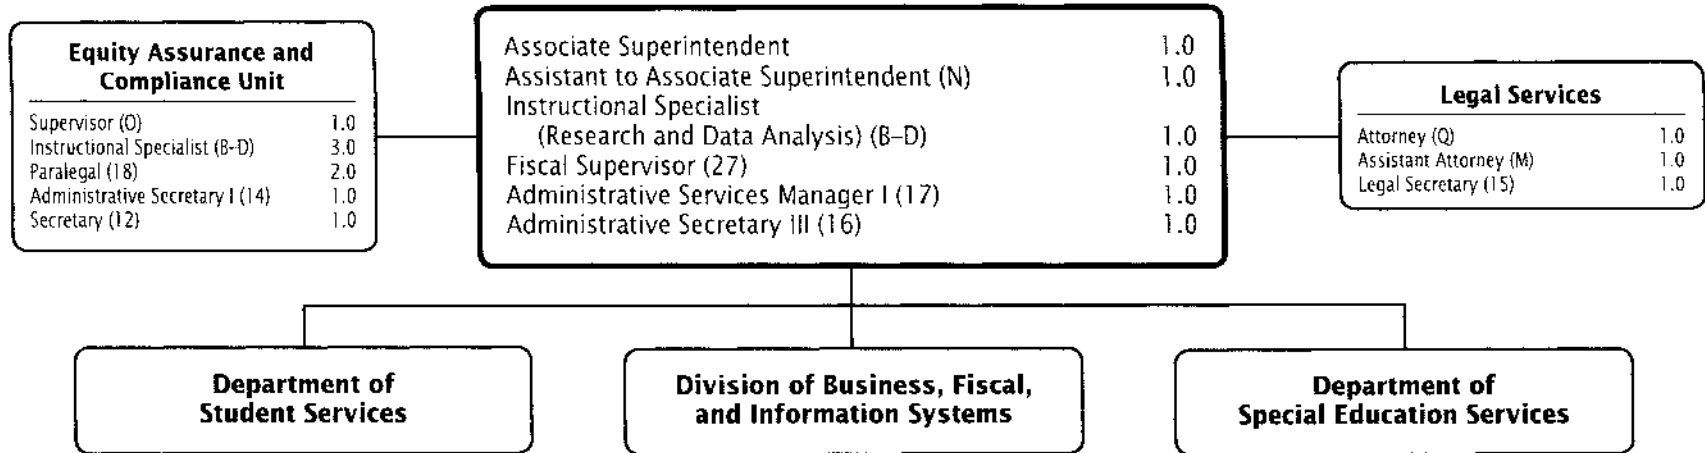 Equity Assurance and
Compliance Unit
Supervisor (O) 1.0
Instructional Specialist (B–D) 3.0
Paralegal (18) 2.0
Administrative Secretary I (14) 1.0
Secretary (12) 1.0
Associate Superintendent 1.0
Assistant to Associate Superintendent (N) 1.0
Instructional Specialist
(Research and Data Analysis) (B–D) 1.0
Fiscal Supervisor (27) 1.0
Administrative Services Manager I (17) 1.0
Administrative Secretary III (16) 1.0
Legal Services
Attorney (Q) 1.0
Assistant Attorney (M) 1.0
Legal Secretary (15) 1.0
Department of
Student Services
Division of Business, Fiscal,
and Information Systems
Department of
Special Education Services